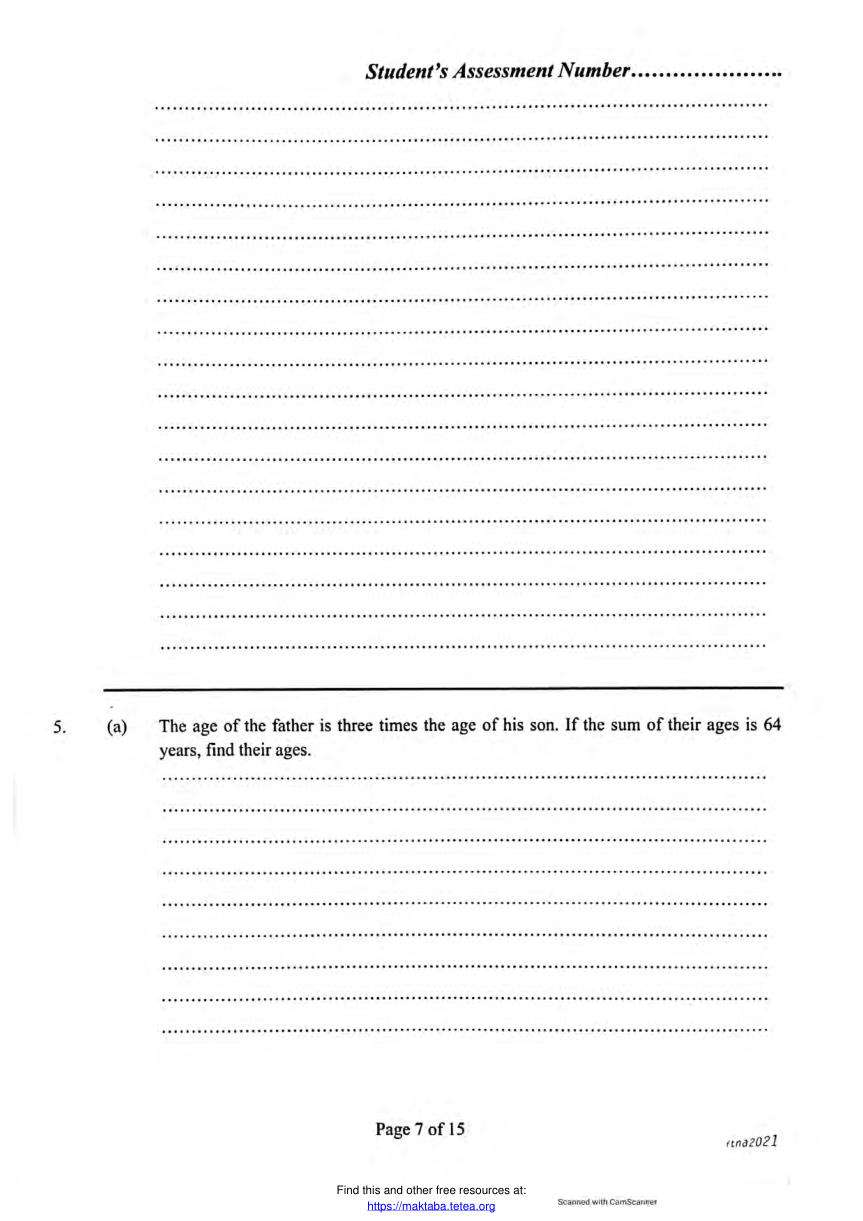 Student's Assessment Number.......................
5. (a) The age of the father is three times the age of his son. If the sum of their ages is 64
years, find their ages.
Page 7 of 15
rtna2021
Find this and other free resources at:
https://maktaba.tetea.org
Scanned with CamScanner